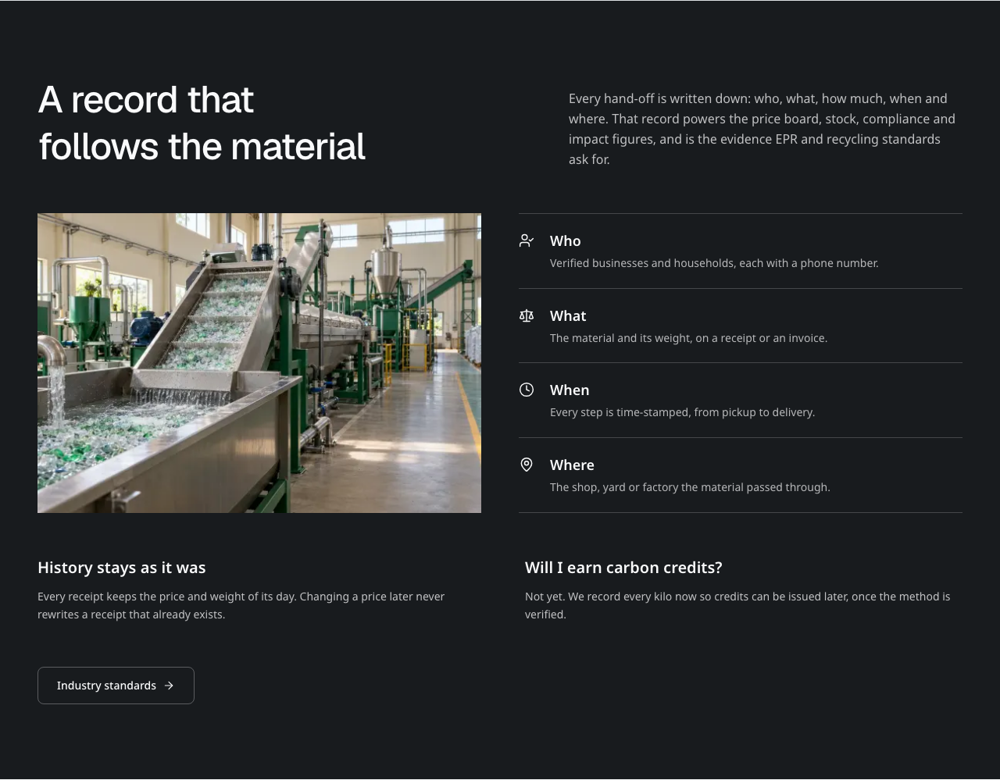 A record that
follows the material
Every hand-off is written down: who, what, how much, when and
where. That record powers the price board, stock, compliance and
impact figures, and is the evidence EPR and recycling standards
ask for.
Who
Verified businesses and households, each with a phone number.
What
The material and its weight, on a receipt or an invoice.
When
Every step is time-stamped, from pickup to delivery.
Where
The shop, yard or factory the material passed through.
History stays as it was
Every receipt keeps the price and weight of its day. Changing a price later never
rewrites a receipt that already exists.
Will I earn carbon credits?
Not yet. We record every kilo now so credits can be issued later, once the method is
verified.
Industry standards